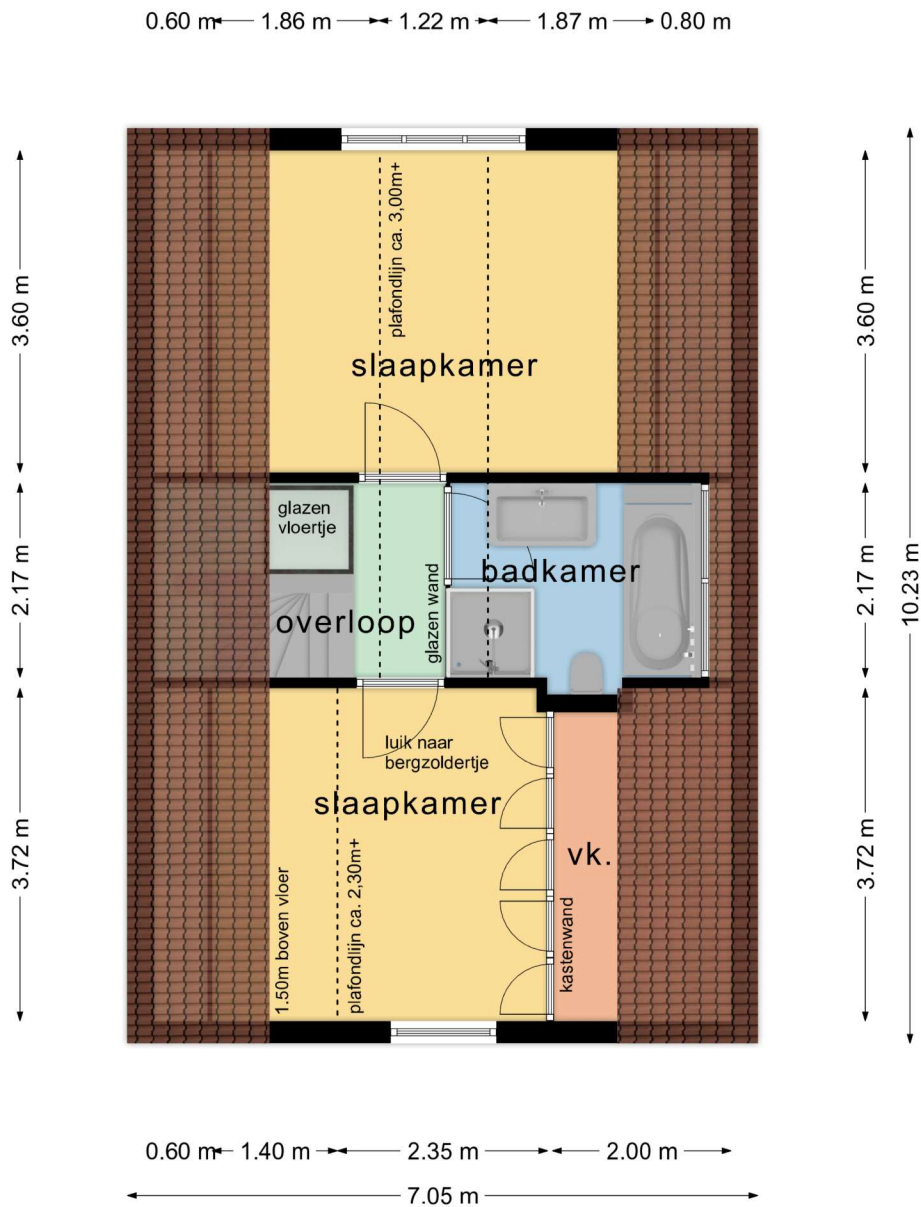 0.60 m 1.86 m 1.22 m 1.87 m 0.80 m
3.60 m
plafondlijn ca. 3,00m+
3.60 m
slaapkamer
10.23 m
2.17 m
glazen
vloertje
overloop
glazen wand
badkamer
2.17 m
3.72 m
luik naar
bergzoldertje
slaapkamer
1.50m boven vloer
plafondlijn ca. 2,30m+
vk.
kastenwand
3.72 m
0.60 m 1.40 m 2.35 m 2.00 m
7.05 m